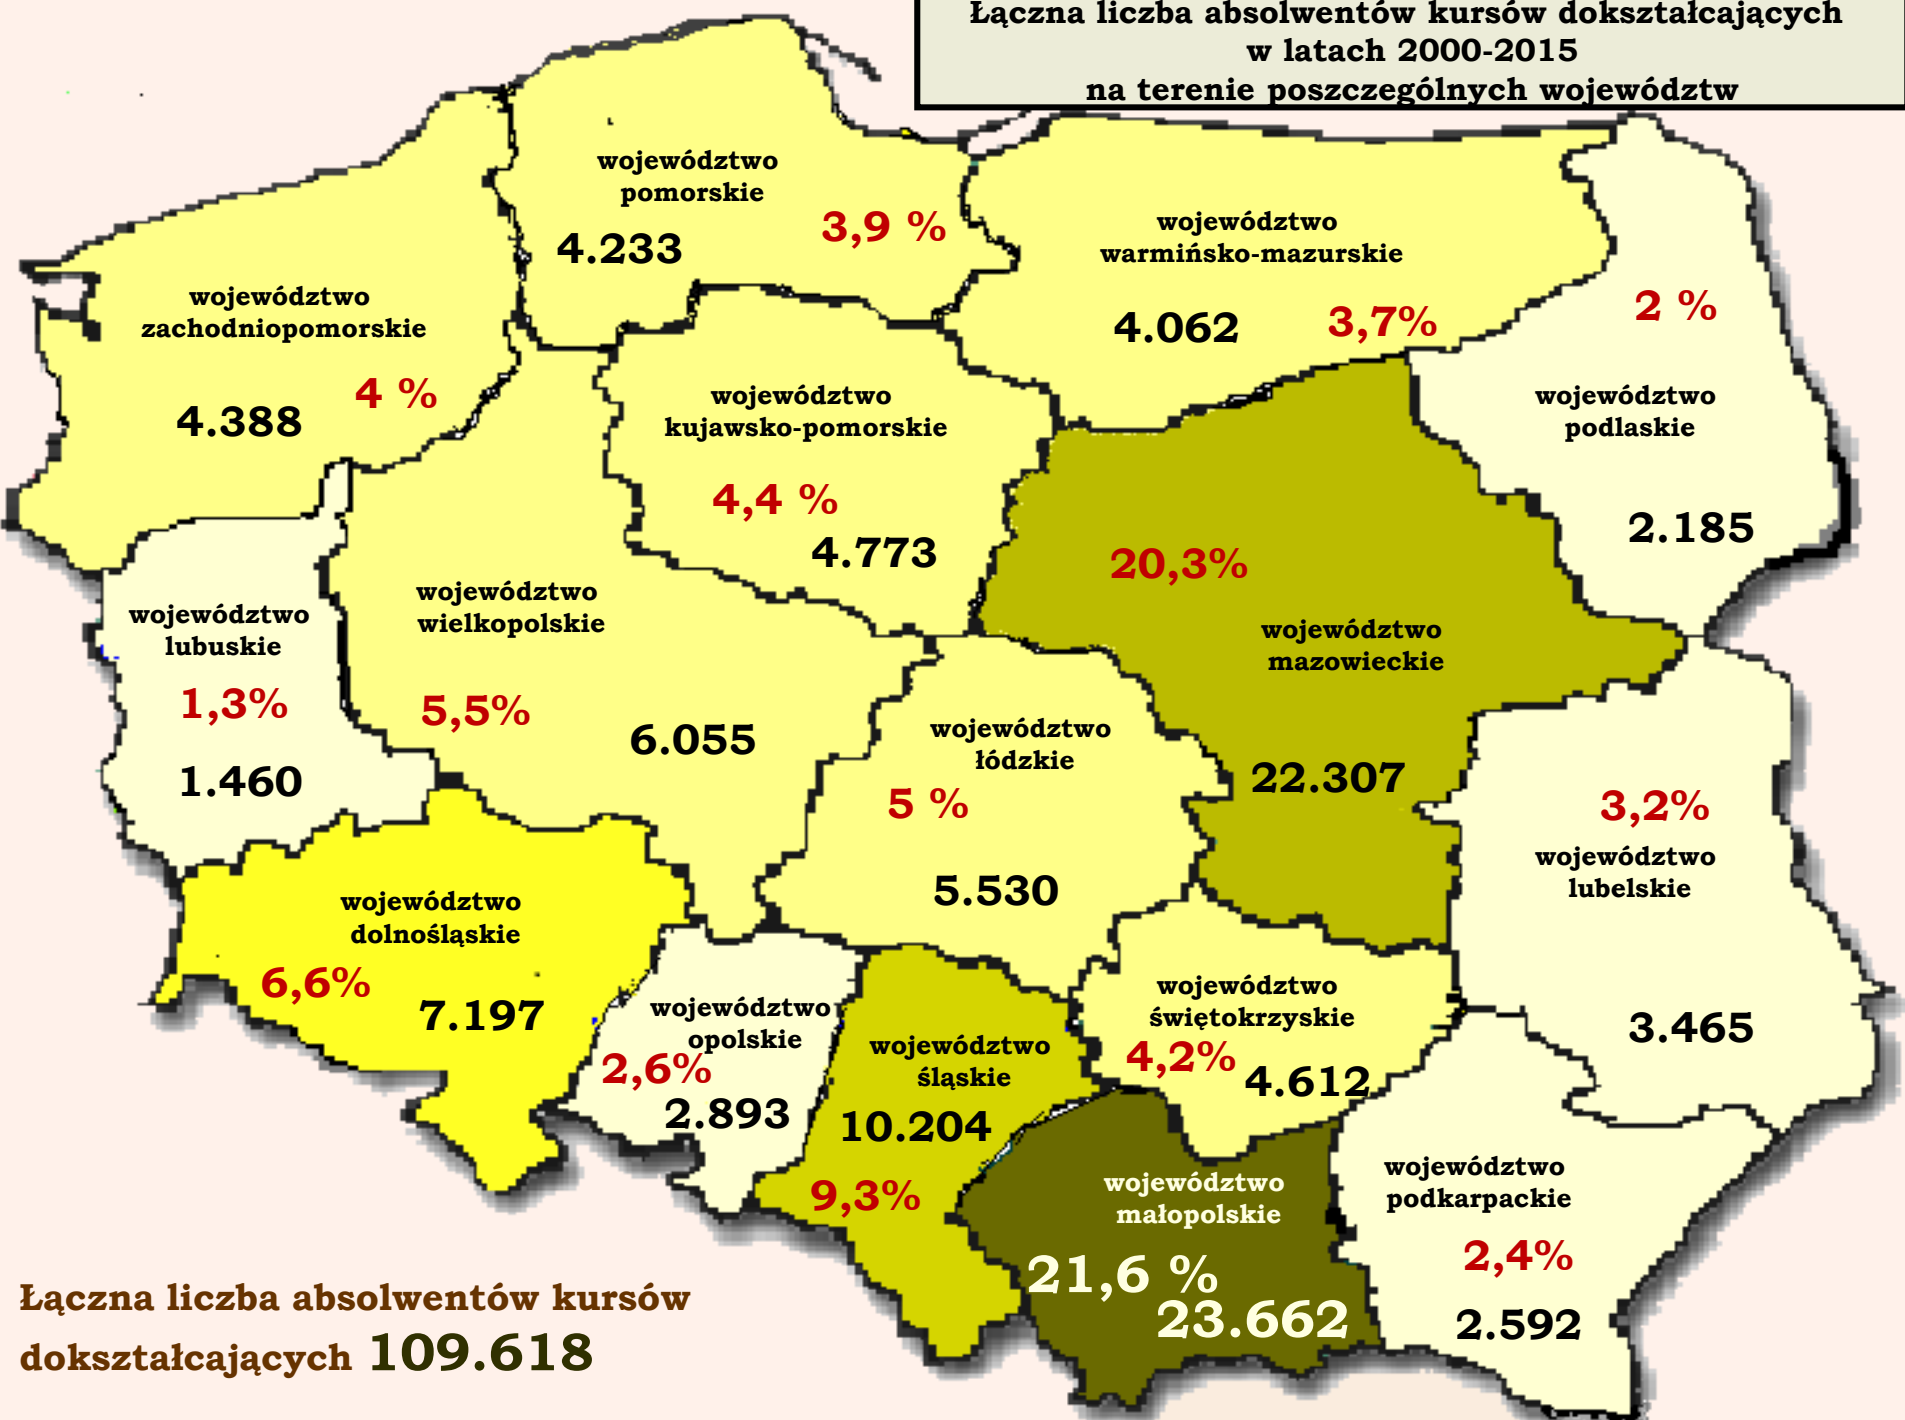 Łączna liczba absolwentów kursów dokształcających
w latach 2000-2015
na terenie poszczególnych województw
województwo
pomorskie
3,9 %
4.233
województwo
warmińsko-mazurskie
4.062
3,7%
2 %
województwo
podlaskie
2.185
województwo
zachodniopomorskie
4 %
4.388
województwo
kujawsko-pomorskie
4,4 %
4.773
20,3%
województwo
mazowieckie
22.307
województwo
lubuskie
1,3%
1.460
województwo
wielkopolskie
5,5%
6.055
województwo
łódzkie
5 %
5.530
3,2%
województwo
lubelskie
3.465
województwo
dolnośląskie
6,6%
7.197
województwo
opolskie
2,6%
2.893
województwo
śląskie
10.204
9,3%
województwo
świętokrzyskie
4,2%
4.612
województwo
małopolskie
21,6 %
23.662
województwo
podkarpackie
2,4%
2.592
Łączna liczba absolwentów kursów
dokształcających 109.618